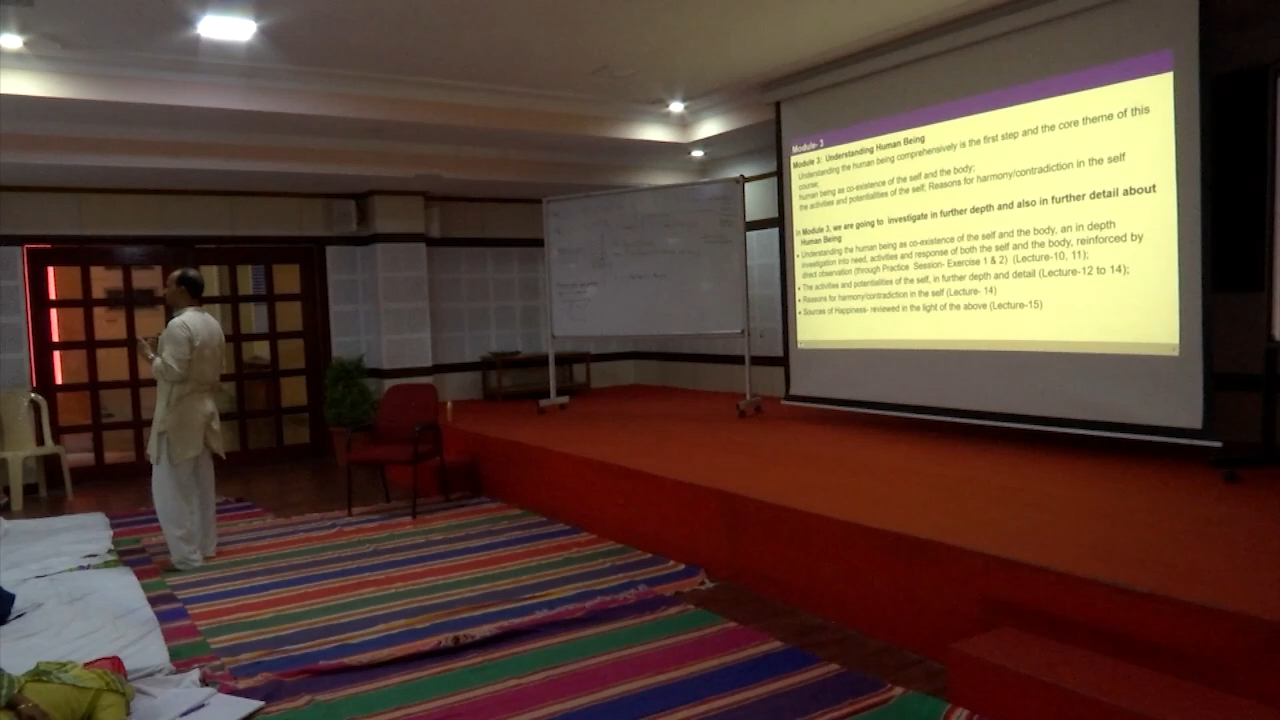 Module- 3
Module 3: Understanding Human Being
Understanding the human being comprehensively is the first step and the core theme of this
course;
human being as co-existence of the self and the body;
the activities and potentialities of the self; Reasons for harmony/contradiction in the self
In Module 3, we are going to investigate in further depth and also in further detail about
Human Being
• Understanding the human being as co-existence of the self and the body, an in depth
investigation into need, activities and response of both the self and the body, reinforced by
direct observation (through Practice Session- Exercise 1 & 2) (Lecture-10, 11);
• The activities and potentialities of the self, in further depth and detail (Lecture-12 to 14);
• Reasons for harmony/contradiction in the self (Lecture- 14)
• Sources of Happiness- reviewed in the light of the above (Lecture-15)